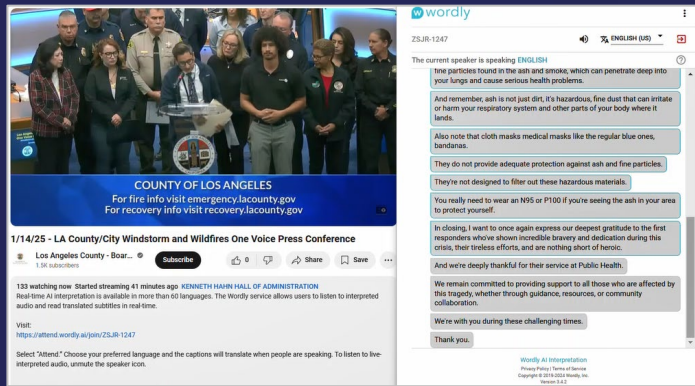 COUNTY OF LOS ANGELES
For fire info visit emergency.lacounty.gov
For recovery info visit recovery.lacounty.gov
1/14/25 - LA County/City Windstorm and Wildfires One Voice Press Conference
Los Angeles County - Boar...
1.5K subscribers
Subscribe
0
Share
Save
133 watching now Started streaming 41 minutes ago KENNETH HAHN HALL OF ADMINISTRATION
Real-time AI interpretation is available in more than 60 languages. The Wordly service allows users to listen to interpreted
audio and read translated subtitles in real-time.
Visit:
https://attend.wordly.ai/join/ZSJR-1247
Select "Attend." Choose your preferred language and the captions will translate when people are speaking. To listen to live-
interpreted audio, unmute the speaker icon.
wordly
ZSJR-1247
ENGLISH (US)
The current speaker is speaking ENGLISH
fine particles found in the ash and smoke, which can penetrate deep into
your lungs and cause serious health problems.
And remember, ash is not just dirt, it's hazardous, fine dust that can irritate
or harm your respiratory system and other parts of your body where it
lands.
Also note that cloth masks medical masks like the regular blue ones,
bandanas.
They do not provide adequate protection against ash and fine particles.
They're not designed to filter out these hazardous materials.
You really need to wear an N95 or P100 if you're seeing the ash in your area
to protect yourself.
In closing, I want to once again express our deepest gratitude to the first
responders who've shown incredible bravery and dedication during this
crisis, their tireless efforts, and are nothing short of heroic.
And we're deeply thankful for their service at Public Health.
We remain committed to providing support to all those who are affected by
this tragedy, whether through guidance, resources, or community
collaboration.
We're with you during these challenging times.
Thank you.
Wordly AI Interpretation
Privacy Policy | Terms of Service
Copyright © 2019-2024 Wordly, Inc.
Version 3.4.2